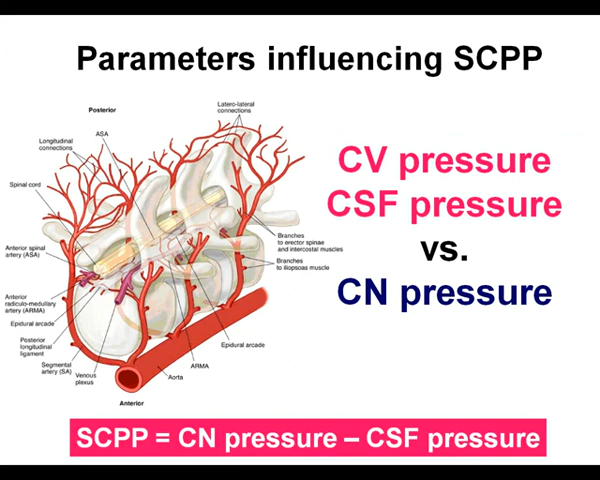 Parameters influencing SCPP
Posterior
Latero-lateral
connections
ASA
Longitudinal
connections
Spinal cord
Anterior spinal
artery (ASA)
Anterior
radiculo-medullary
artery (ARMA)
Epidural arcade
Posterior
longitudinal
ligament
Segmental
artery (SA)
Venous
plexus
Anterior
Aorta
ARMA
Epidural arcade
Branches
to erector spinae
and intercostal muscles
Branches
to iliopsoas muscle
CV pressure
CSF pressure
vs.
CN pressure
SCPP = CN pressure – CSF pressure